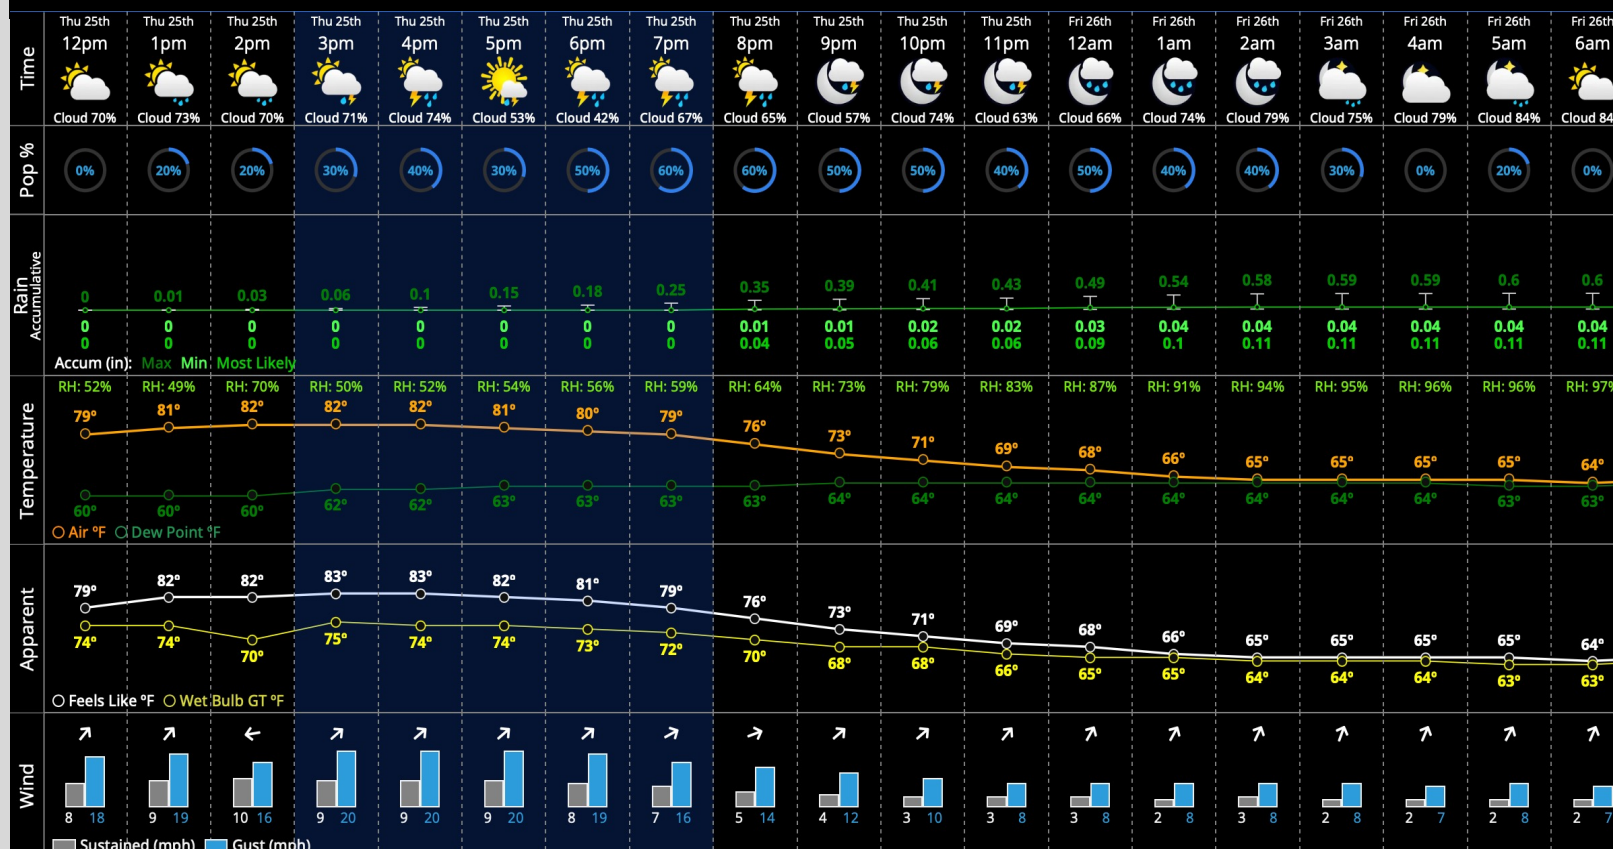 Time
Thu 25th Thu 25th Thu 25th Thu 25th Thu 25th Thu 25th Thu 25th Thu 25th Thu 25th Thu 25th Thu 25th Thu 25th Fri 26th Fri 26th Fri 26th Fri 26th Fri 26th Fri 26th Fri 26th
12pm 1pm 2pm 3pm 4pm 5pm 6pm 7pm 8pm 9pm 10pm 11pm 12am 1am 2am 3am 4am 5am 6am
Cloud 70% Cloud 73% Cloud 70% Cloud 71% Cloud 74% Cloud 53% Cloud 42% Cloud 67% Cloud 65% Cloud 57% Cloud 74% Cloud 63% Cloud 66% Cloud 74% Cloud 79% Cloud 75% Cloud 79% Cloud 84% Cloud 84
Pop %
0% 20% 20% 30% 40% 30% 50% 60% 60% 50% 50% 40% 50% 40% 40% 30% 0% 20% 0%
Rain
Accumulative
0 0.01 0.03 0.06 0.1 0.15 0.18 0.25 0.35 0.39 0.41 0.43 0.49 0.54 0.58 0.59 0.59 0.6 0.6
0 0 0 0 0 0 0 0 0.01 0.01 0.02 0.02 0.03 0.04 0.04 0.04 0.04 0.04 0.04
0 0 0 0 0 0 0 0 0.04 0.05 0.06 0.06 0.09 0.1 0.11 0.11 0.11 0.11 0.11
Accum (in): Max Min Most Likely
Temperature
RH: 52% RH: 49% RH: 70% RH: 50% RH: 52% RH: 54% RH: 56% RH: 59% RH: 64% RH: 73% RH: 79% RH: 83% RH: 87% RH: 91% RH: 94% RH: 95% RH: 96% RH: 96% RH: 97%
79° 81° 82° 82° 82° 81° 80° 79° 76° 73° 71° 69° 68° 66° 65° 65° 65° 65° 64°
60° 60° 60° 62° 62° 63° 63° 63° 63° 64° 64° 64° 64° 64° 64° 64° 64° 63° 63°
Air °F Dew Point °F
Apparent
79° 82° 82° 83° 83° 82° 81° 79° 76° 73° 71° 69° 68° 66° 65° 65° 65° 65° 64°
74° 74° 70° 75° 74° 74° 73° 72° 70° 68° 68° 66° 65° 65° 64° 64° 64° 63° 63°
Feels Like °F Wet Bulb GT °F
Wind
8 18 9 19 10 16 9 20 9 20 9 20 8 19 7 16 5 14 4 12 3 10 3 8 3 8 2 8 3 8 2 8 2 7 2 8 2 7
Sustained (mph) Gust (mph)